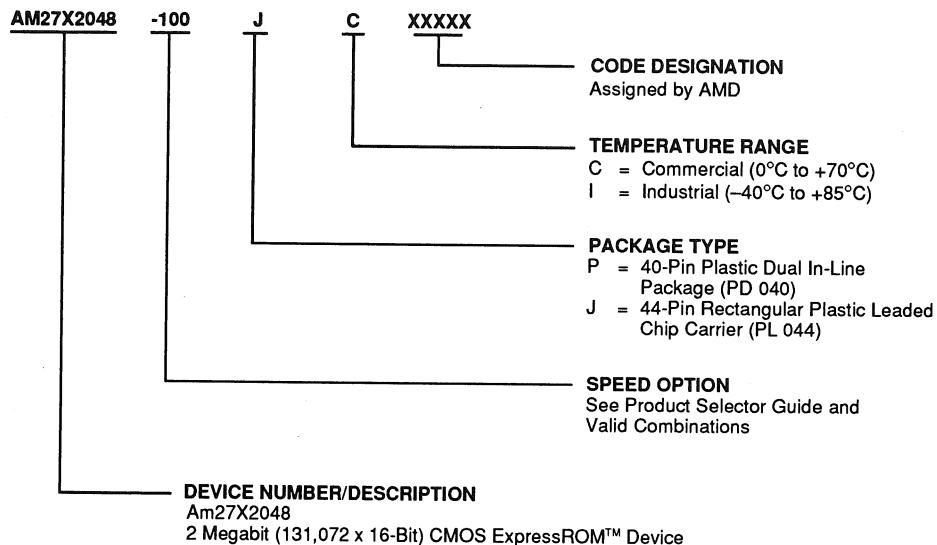 AM27X2048 -100 J C XXXXX
CODE DESIGNATION
Assigned by AMD
TEMPERATURE RANGE
C = Commercial (0°C to +70°C)
I = Industrial (–40°C to +85°C)
PACKAGE TYPE
P = 40-Pin Plastic Dual In-Line
Package (PD 040)
J = 44-Pin Rectangular Plastic Leaded
Chip Carrier (PL 044)
SPEED OPTION
See Product Selector Guide and
Valid Combinations
DEVICE NUMBER/DESCRIPTION
Am27X2048
2 Megabit (131,072 x 16-Bit) CMOS ExpressROM™ Device